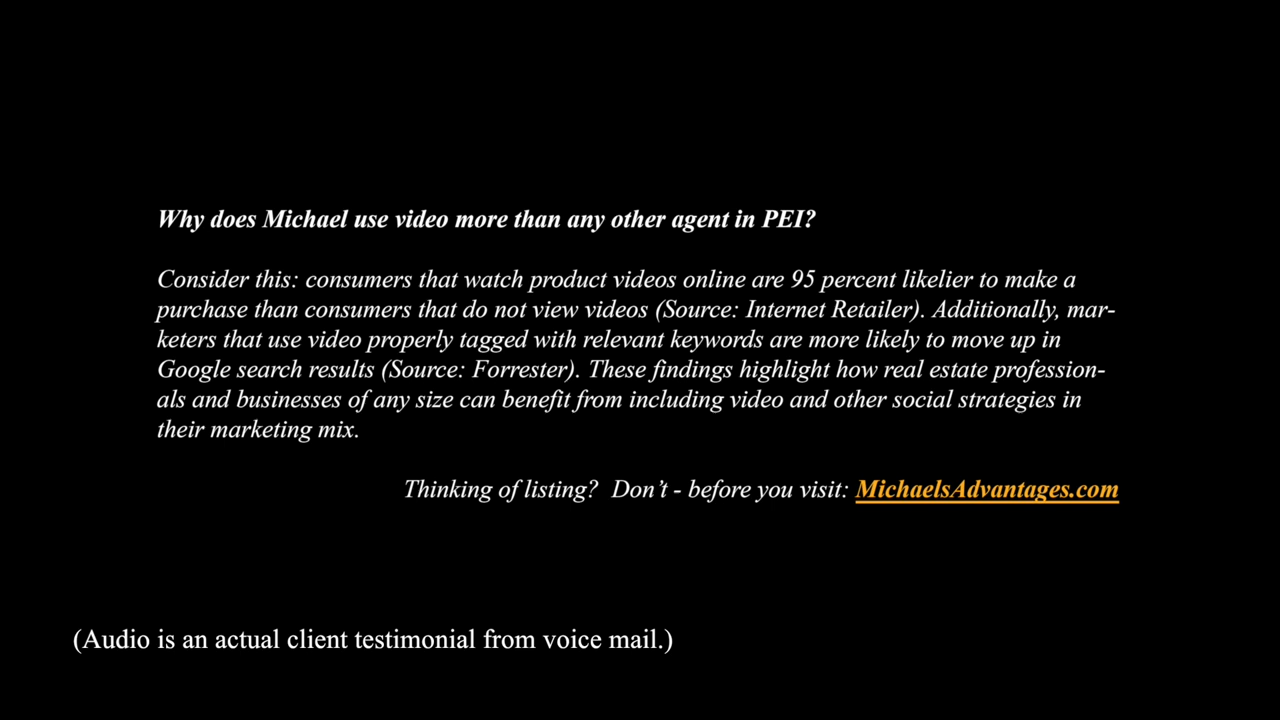 Why does Michael use video more than any other agent in PEI?
Consider this: consumers that watch product videos online are 95 percent likelier to make a
purchase than consumers that do not view videos (Source: Internet Retailer). Additionally, mar-
keters that use video properly tagged with relevant keywords are more likely to move up in
Google search results (Source: Forrester). These findings highlight how real estate profession-
als and businesses of any size can benefit from including video and other social strategies in
their marketing mix.
Thinking of listing?  Don’t - before you visit: MichaelsAdvantages.com
(Audio is an actual client testimonial from voice mail.)